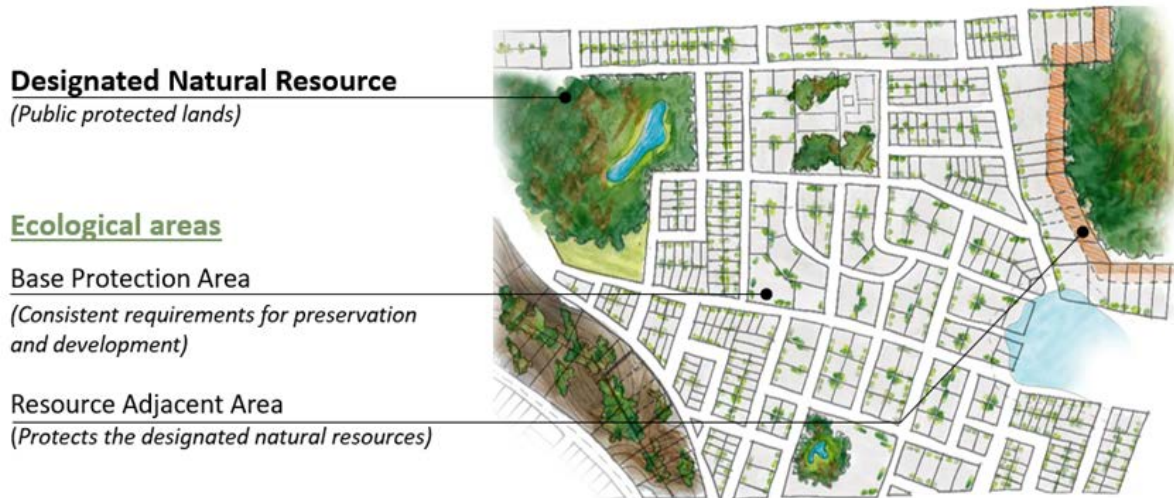 Designated Natural Resource
(Public protected lands)
Ecological areas
Base Protection Area
(Consistent requirements for preservation
and development)
Resource Adjacent Area
(Protects the designated natural resources)